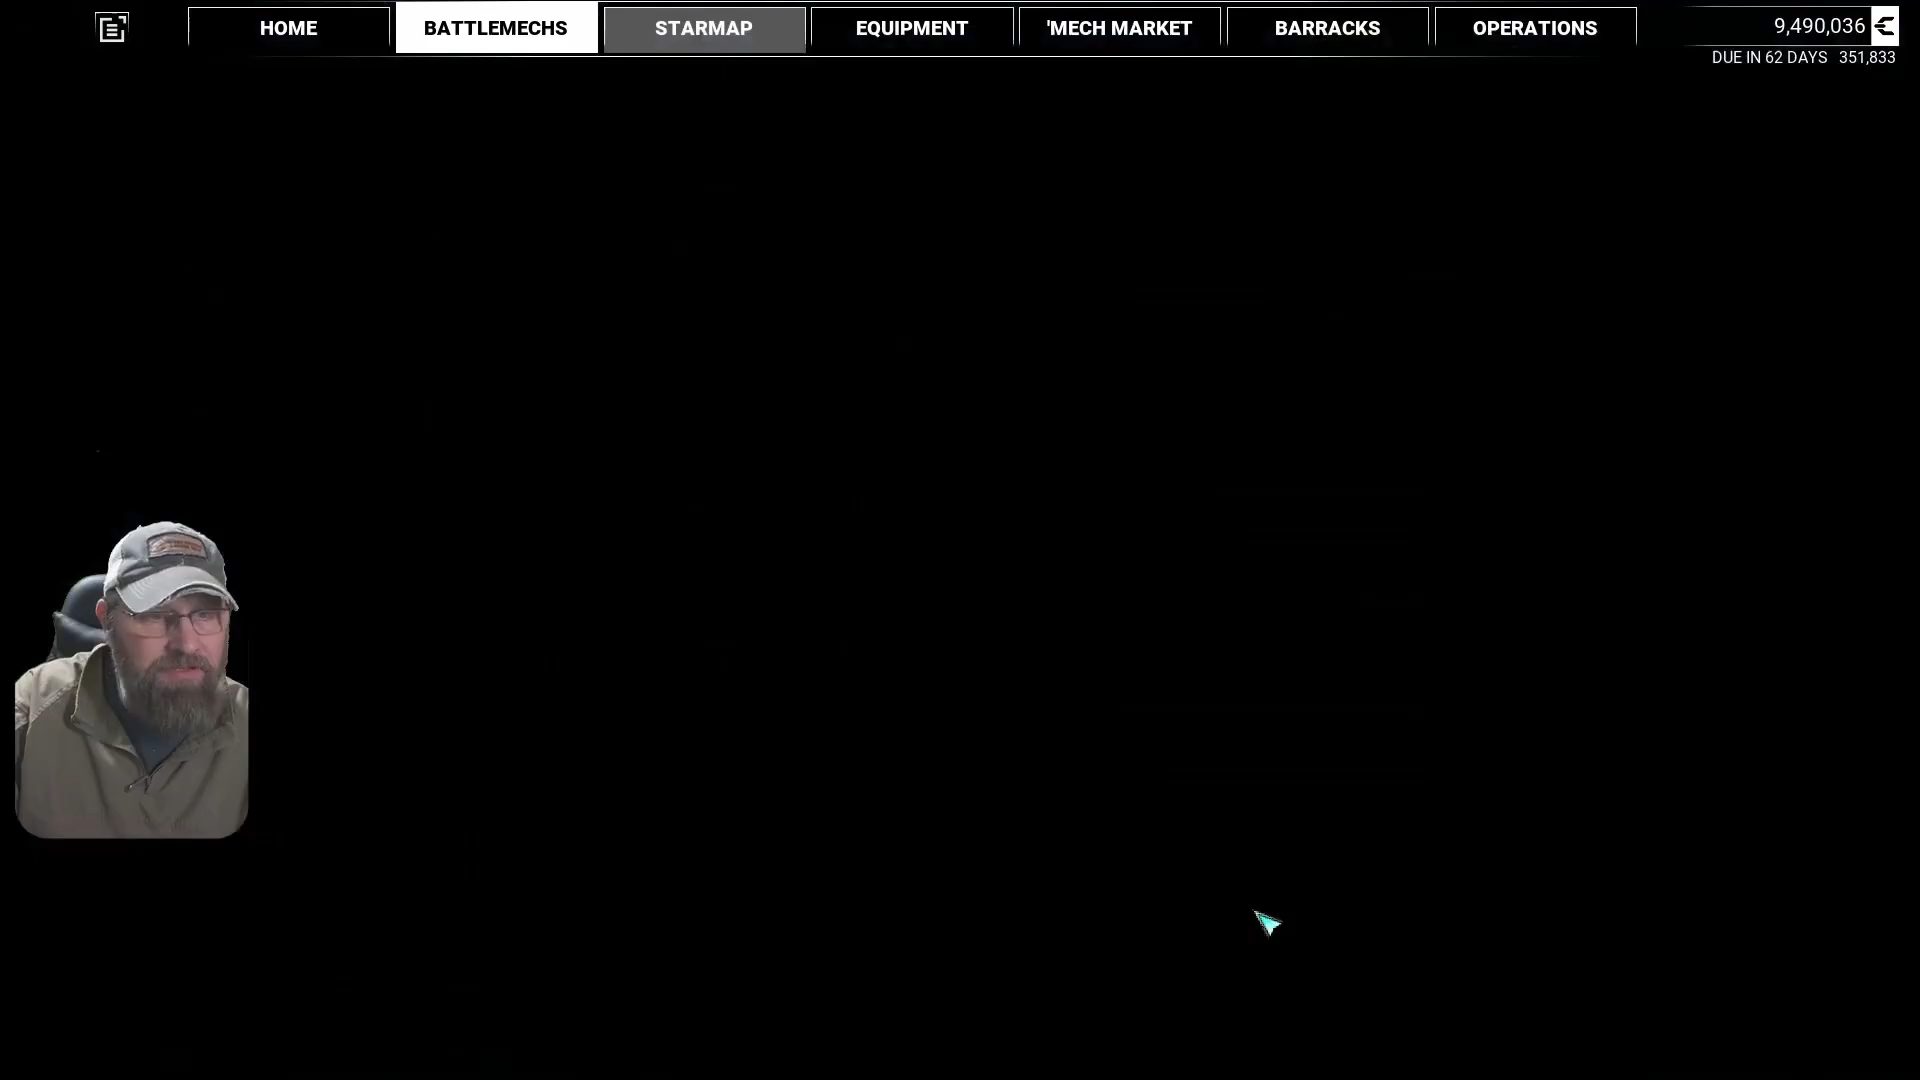 HOME
BATTLEMECHS
STARMAP
EQUIPMENT
'MECH MARKET
BARRACKS
OPERATIONS
9,490,036
DUE IN 62 DAYS 351,833